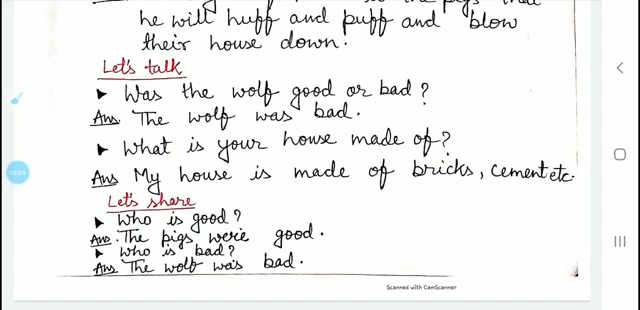 the pigs that
he will huff and puff and blow
their house down.
Let's talk
▸ Was the wolf good or bad?
Ans. The wolf was bad.
▸ What is your house made of?
Ans My house is made of bricks, cement etc.
Let's share
▸ Who is good?
Ans. The pigs were good.
▸ Who is bad?
Ans The wolf was bad.
Scanned with CamScanner